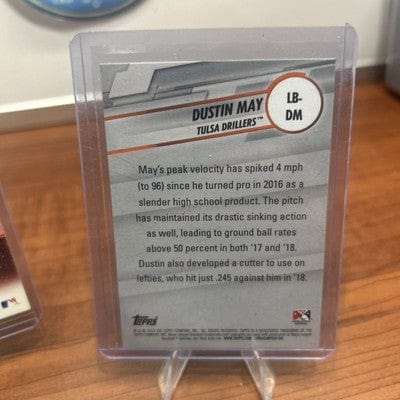 DUSTIN MAY
TULSA DRILLERS™
LB-
DM
May's peak velocity has spiked 4 mph
(to 96) since he turned pro in 2016 as a
slender high school product. The pitch
has maintained its drastic sinking action
as well, leading to ground ball rates
above 50 percent in both '17 and '18.
Dustin also developed a cutter to use on
lefties, who hit just .245 against him in '18.
Topps